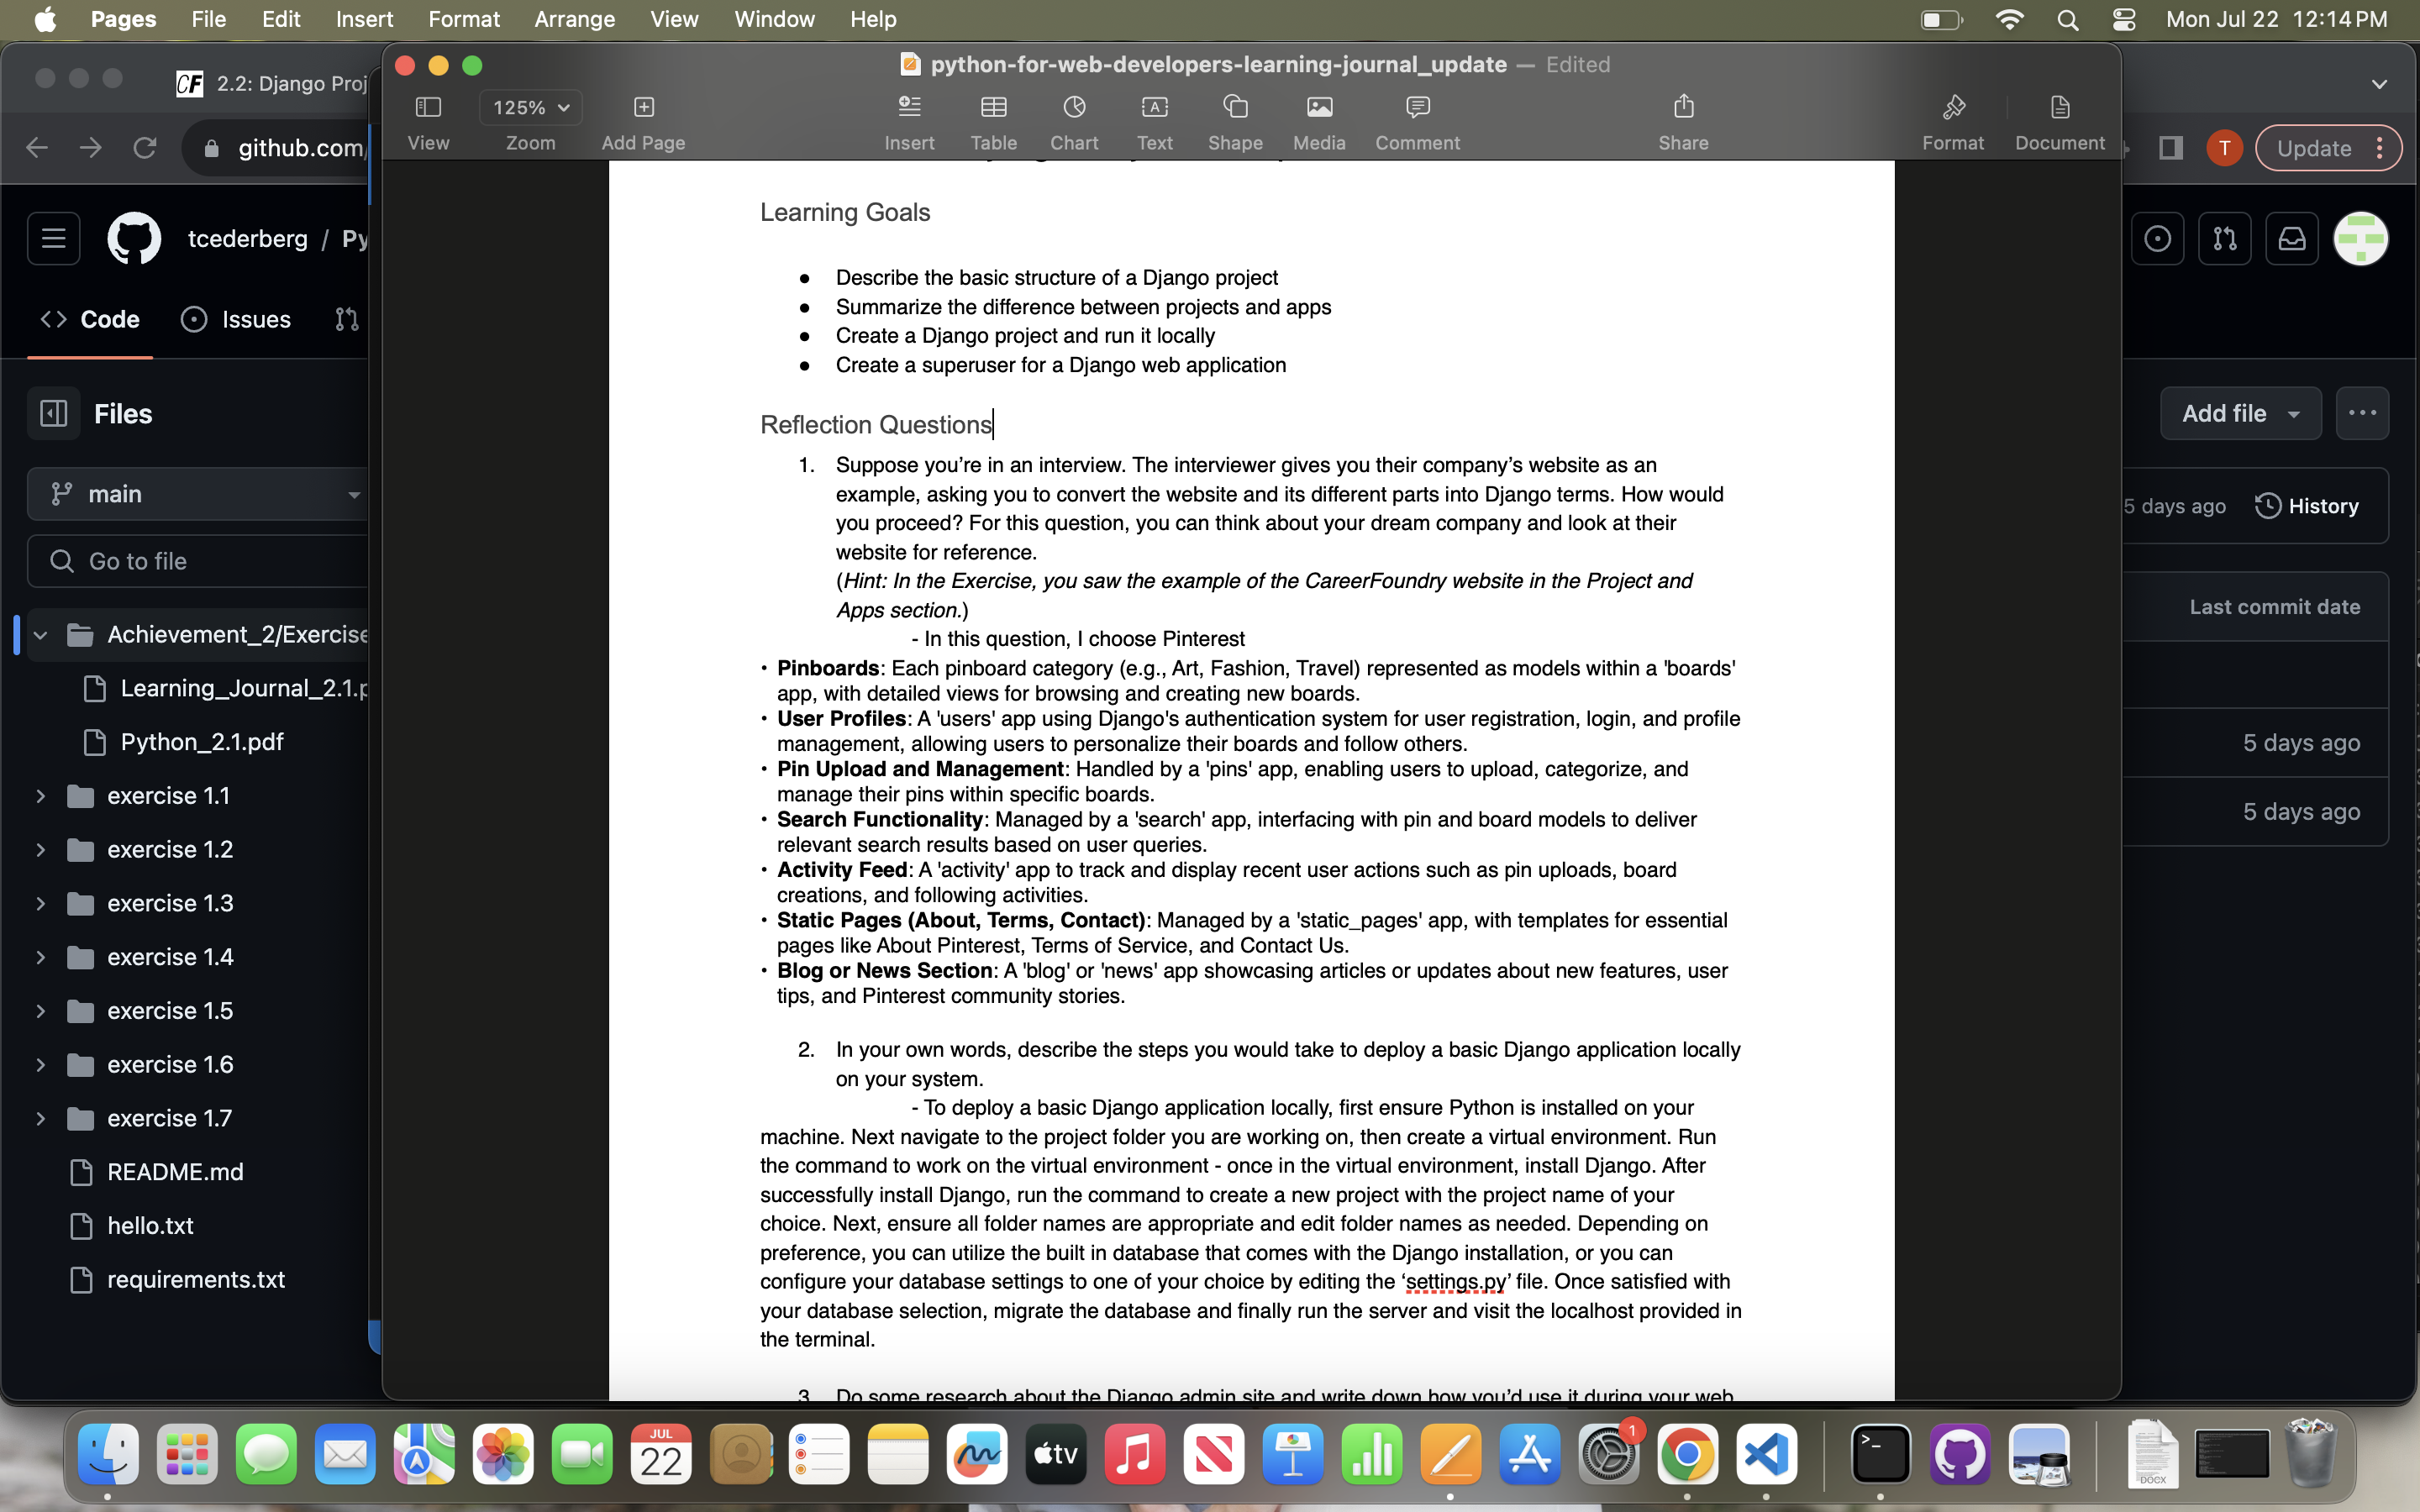 Pages File Edit Insert Format Arrange View Window Help
Mon Jul 22 12:14 PM
2.2: Django Proj
python-for-web-developers-learning-journal_update — Edited
125%
View Zoom Add Page Insert Table Chart Text Shape Media Comment Share Format Document
github.com/
T
Update
tcederberg / Py
Code
Issues
Files
main
Go to file
Achievement_2/Exercise
Learning_Journal_2.1.p
Python_2.1.pdf
exercise 1.1
exercise 1.2
exercise 1.3
exercise 1.4
exercise 1.5
exercise 1.6
exercise 1.7
README.md
hello.txt
requirements.txt
Learning Goals
● Describe the basic structure of a Django project
● Summarize the difference between projects and apps
● Create a Django project and run it locally
● Create a superuser for a Django web application
Reflection Questions
1. Suppose you’re in an interview. The interviewer gives you their company’s website as an
example, asking you to convert the website and its different parts into Django terms. How would
you proceed? For this question, you can think about your dream company and look at their
website for reference.
(Hint: In the Exercise, you saw the example of the CareerFoundry website in the Project and
Apps section.)
- In this question, I choose Pinterest
• Pinboards: Each pinboard category (e.g., Art, Fashion, Travel) represented as models within a 'boards'
app, with detailed views for browsing and creating new boards.
• User Profiles: A 'users' app using Django's authentication system for user registration, login, and profile
management, allowing users to personalize their boards and follow others.
• Pin Upload and Management: Handled by a 'pins' app, enabling users to upload, categorize, and
manage their pins within specific boards.
• Search Functionality: Managed by a 'search' app, interfacing with pin and board models to deliver
relevant search results based on user queries.
• Activity Feed: A 'activity' app to track and display recent user actions such as pin uploads, board
creations, and following activities.
• Static Pages (About, Terms, Contact): Managed by a 'static_pages' app, with templates for essential
pages like About Pinterest, Terms of Service, and Contact Us.
• Blog or News Section: A 'blog' or 'news' app showcasing articles or updates about new features, user
tips, and Pinterest community stories.
2. In your own words, describe the steps you would take to deploy a basic Django application locally
on your system.
- To deploy a basic Django application locally, first ensure Python is installed on your
machine. Next navigate to the project folder you are working on, then create a virtual environment. Run
the command to work on the virtual environment - once in the virtual environment, install Django. After
successfully install Django, run the command to create a new project with the project name of your
choice. Next, ensure all folder names are appropriate and edit folder names as needed. Depending on
preference, you can utilize the built in database that comes with the Django installation, or you can
configure your database settings to one of your choice by editing the ‘settings.py’ file. Once satisfied with
your database selection, migrate the database and finally run the server and visit the localhost provided in
the terminal.
3. Do some research about the Django admin site and write down how you’d use it during your web
Add file
5 days ago
History
Last commit date
5 days ago
5 days ago
JUL
22
tv
1
>_
DOCX